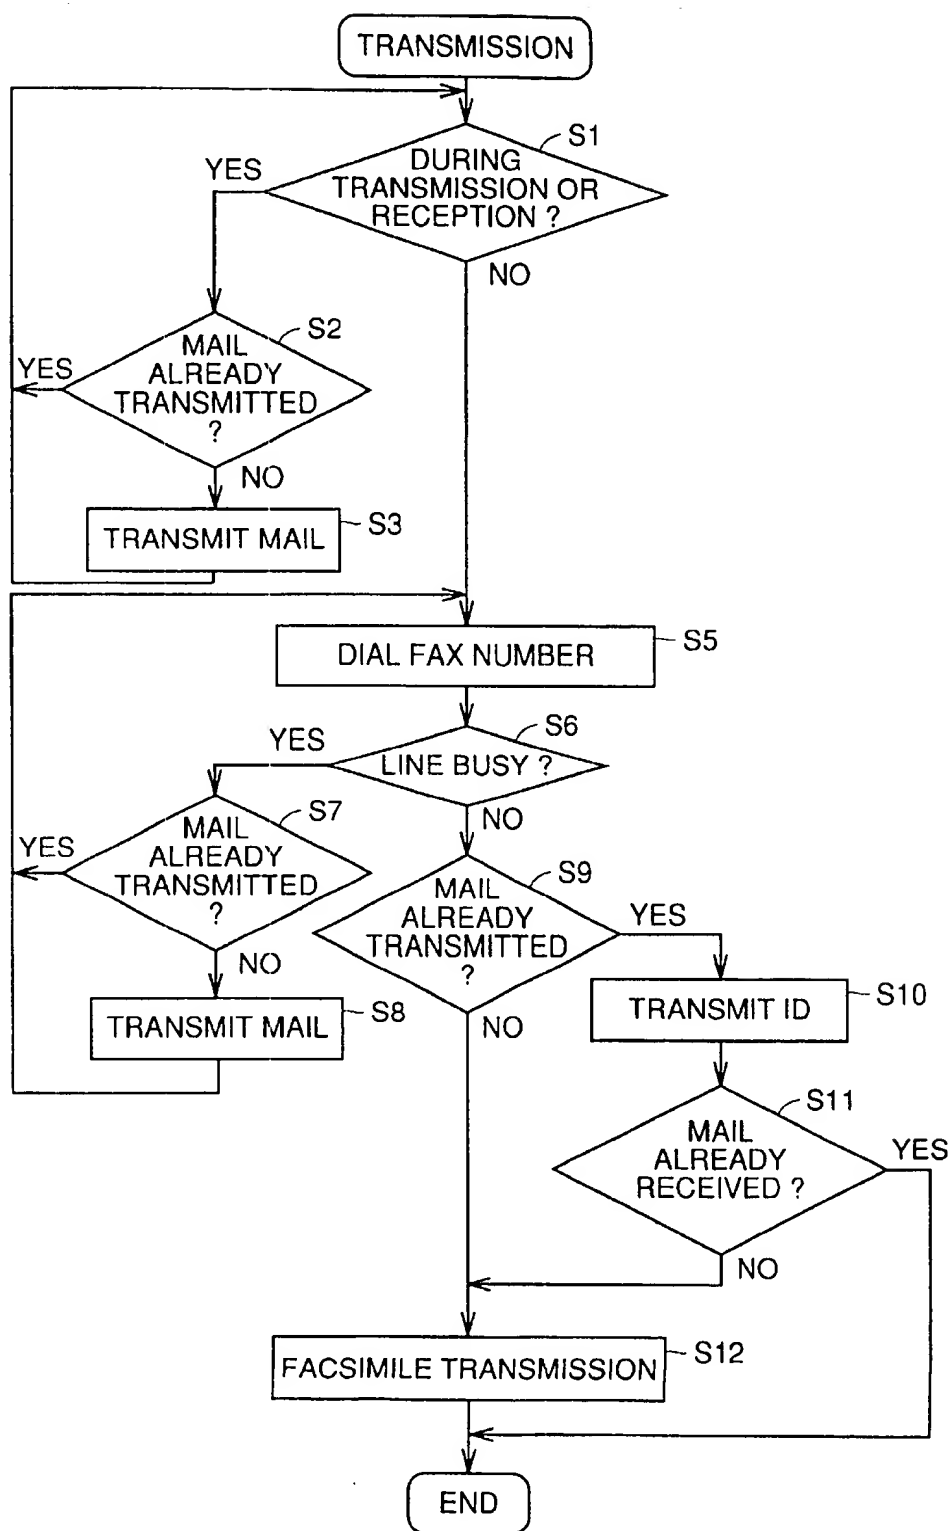 TRANSMISSION
S1
DURING
TRANSMISSION OR
RECEPTION ?
YES
NO
S2
MAIL
ALREADY
TRANSMITTED
?
YES
NO
S3
TRANSMIT MAIL
S5
DIAL FAX NUMBER
S6
LINE BUSY ?
YES
NO
S7
MAIL
ALREADY
TRANSMITTED
?
YES
NO
S8
TRANSMIT MAIL
S9
MAIL
ALREADY
TRANSMITTED
?
YES
NO
S10
TRANSMIT ID
S11
MAIL
ALREADY
RECEIVED ?
YES
NO
S12
FACSIMILE TRANSMISSION
END